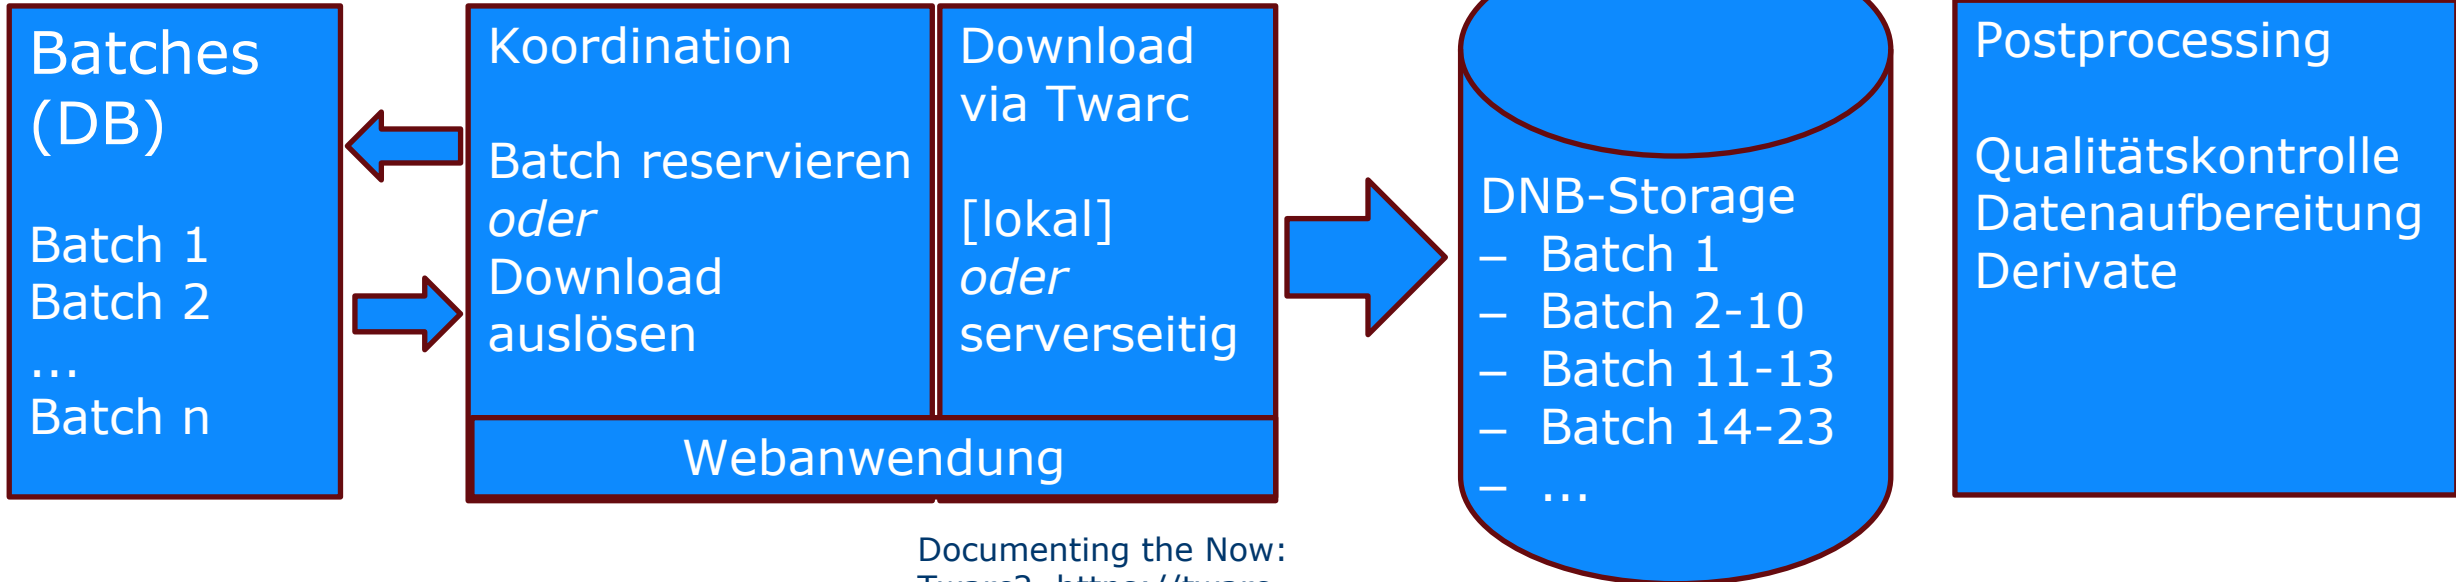 Batches
(DB)
Batch 1
Batch 2
...
Batch n
Koordination
Batch reservieren
oder
Download
auslösen
Download
via Twarc
[lokal]
oder
serverseitig
Webanwendung
DNB-Storage
– Batch 1
– Batch 2-10
– Batch 11-13
– Batch 14-23
– ...
Postprocessing
Qualitätskontrolle
Datenaufbereitung
Derivate
Documenting the Now: